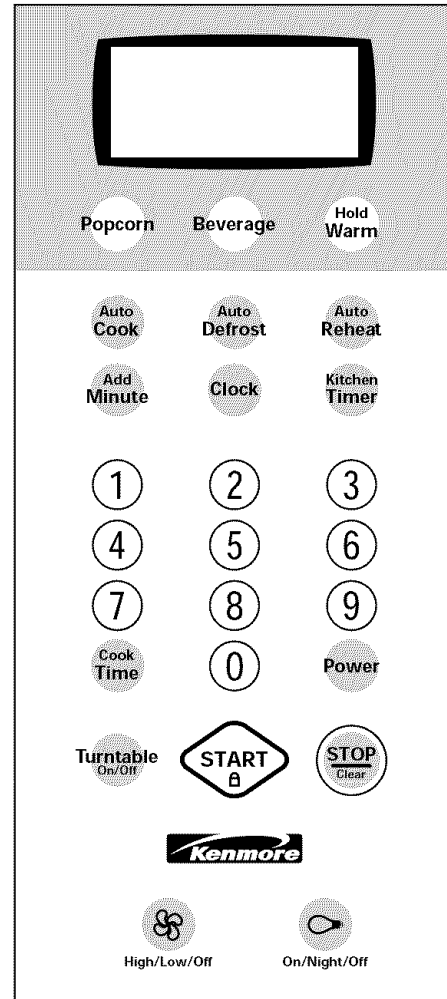 Popcorn Beverage Hold Warm
Auto Cook Auto Defrost Auto Reheat
Add Minute Clock Kitchen Timer
1 2 3
4 5 6
7 8 9
Cook Time 0 Power
Turntable On/Off START STOP Clear
Kenmore
High/Low/Off On/Night/Off